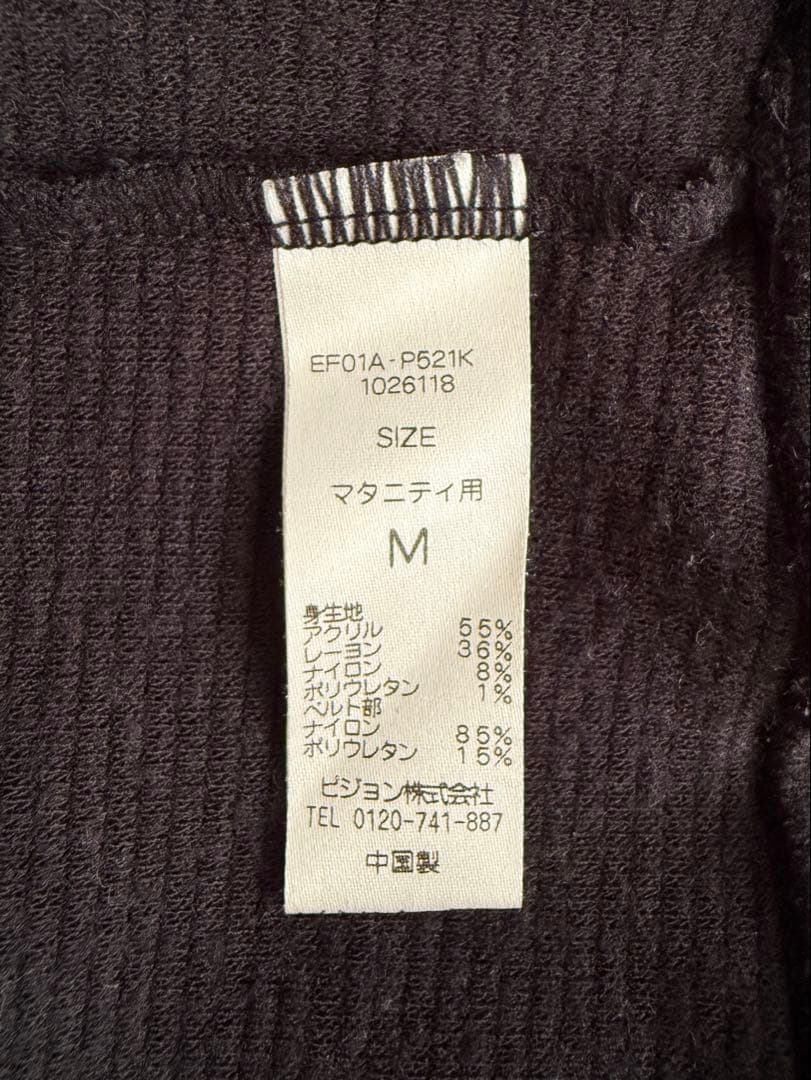 EF01A-P521K
1026118
SIZE
マタニティ用
M
身生地
アクリル 55%
レーヨン 36%
ナイロン 8%
ポリウレタン 1%
ベルト部
ナイロン 85%
ポリウレタン 15%
ピジョン株式会社
TEL 0120-741-887
中国製